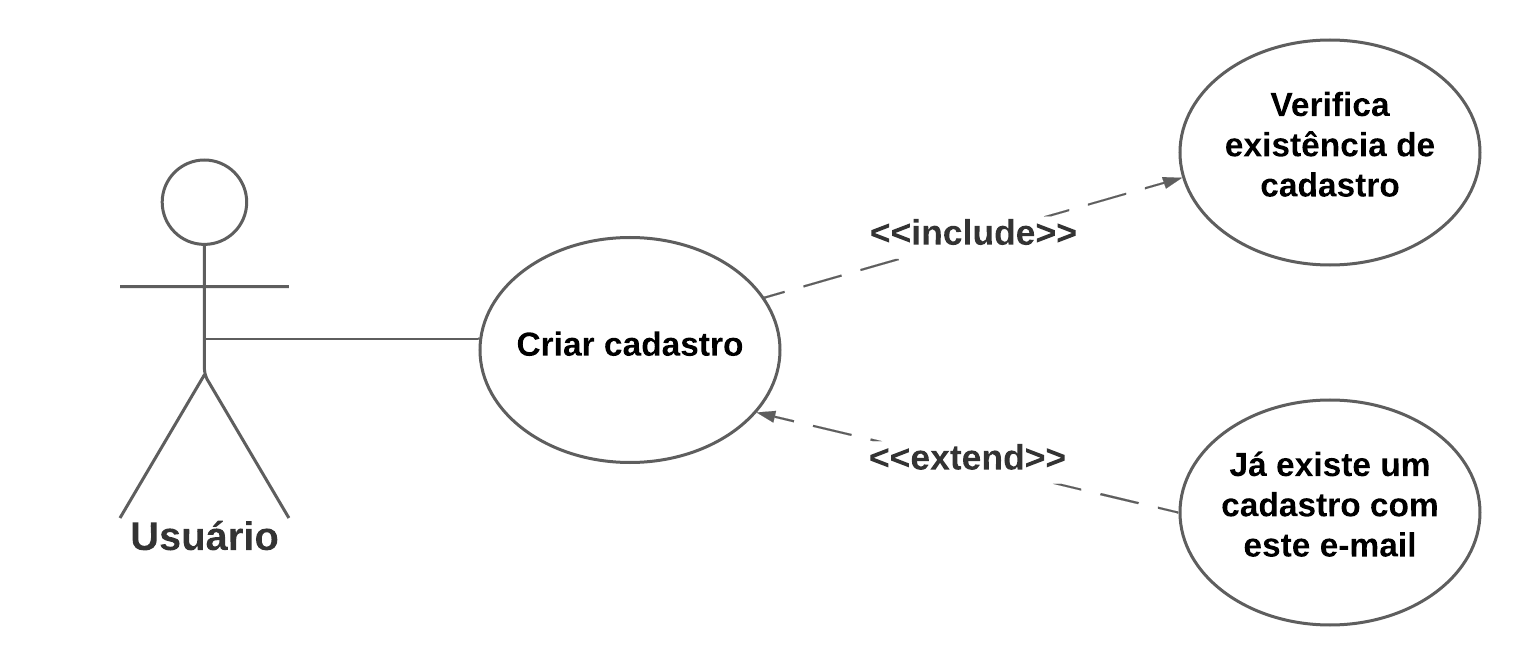 Verifica
existência de
cadastro
<<include>>
Criar cadastro
<<extend>>
Já existe um
cadastro com
este e-mail
Usuário